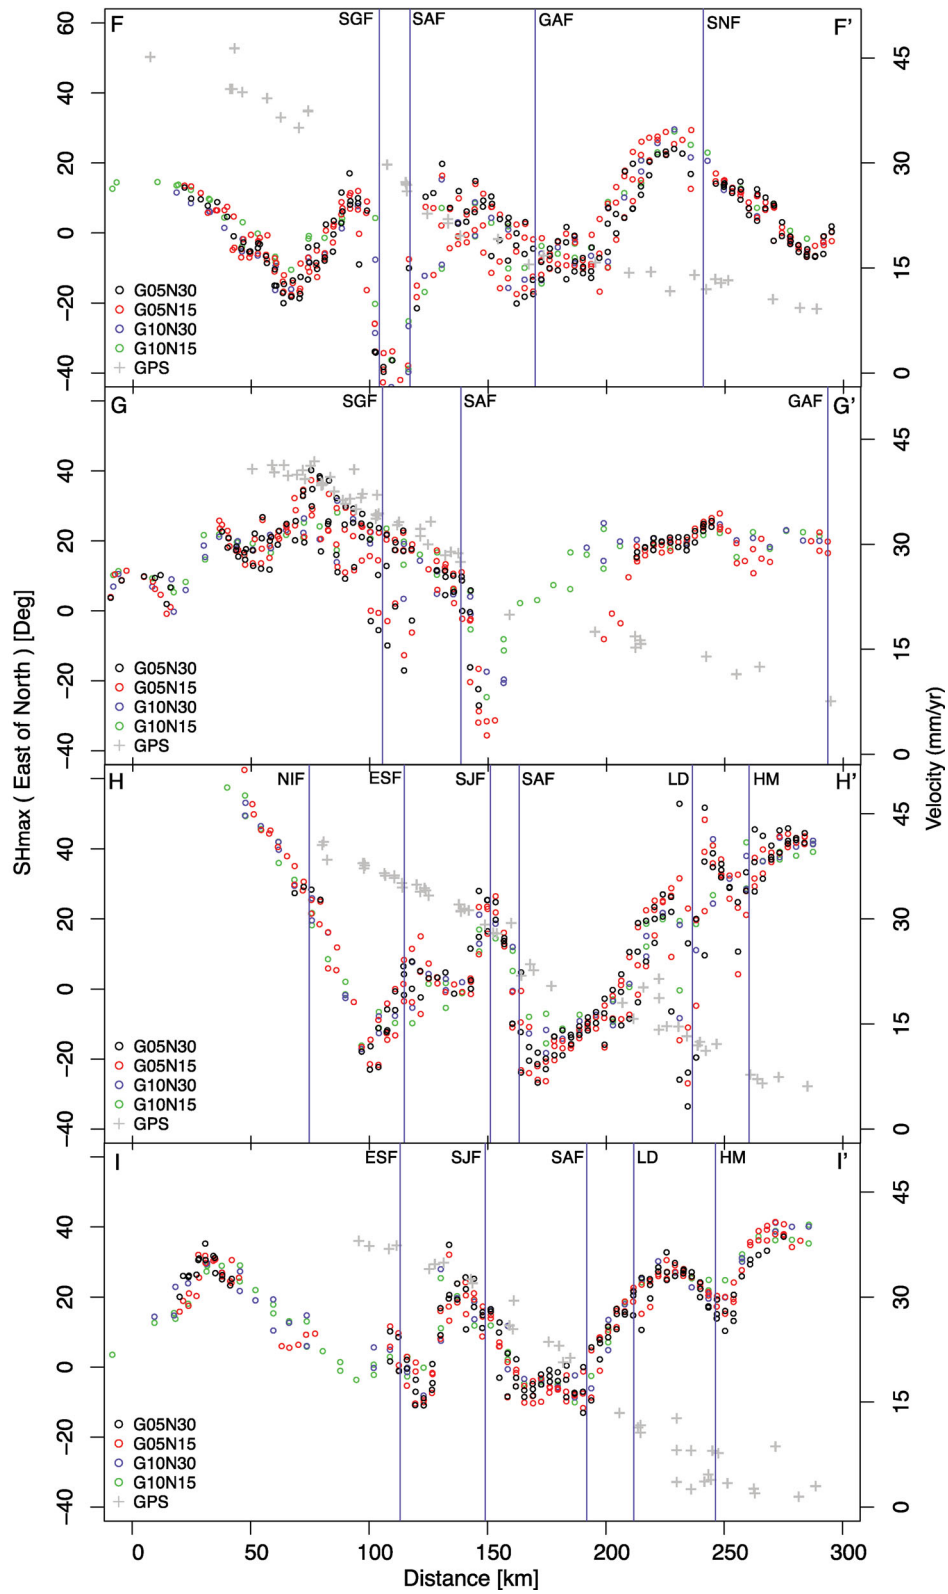 F SGF SAF GAF SNF F’
60
40
20
0
−20
−40
45
30
15
0
G05N30
G05N15
G10N30
G10N15
GPS
G SGF SAF GAF G’
40
20
0
−20
−40
45
30
15
0
G05N30
G05N15
G10N30
G10N15
GPS
H NIF ESF SJF SAF LD HM H’
40
20
0
−20
−40
45
30
15
0
G05N30
G05N15
G10N30
G10N15
GPS
I ESF SJF SAF LD HM I’
40
20
0
−20
−40
45
30
15
0
G05N30
G05N15
G10N30
G10N15
GPS
0 50 100 150 200 250 300
Distance [km]
SHmax ( East of North ) [Deg]
Velocity (mm/yr)